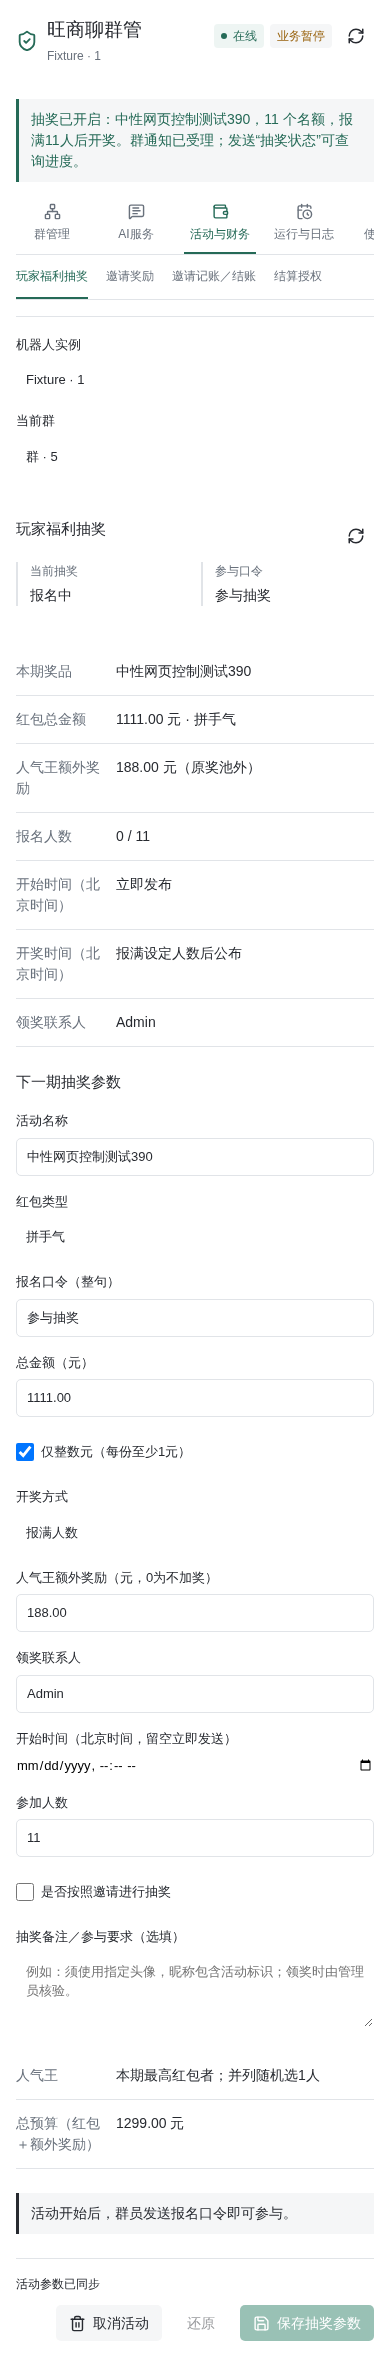 旺商聊群管
Fixture · 1
在线
业务暂停
抽奖已开启：中性网页控制测试390，11 个名额，报
满11人后开奖。群通知已受理；发送“抽奖状态”可查
询进度。
群管理
AI服务
活动与财务
运行与日志
使
玩家福利抽奖
邀请奖励
邀请记账／结账
结算授权
机器人实例
Fixture · 1
当前群
群 · 5
玩家福利抽奖
当前抽奖
报名中
参与口令
参与抽奖
本期奖品
中性网页控制测试390
红包总金额
1111.00 元 · 拼手气
人气王额外奖
励
188.00 元（原奖池外）
报名人数
0 / 11
开始时间（北
京时间）
立即发布
开奖时间（北
京时间）
报满设定人数后公布
领奖联系人
Admin
下一期抽奖参数
活动名称
中性网页控制测试390
红包类型
拼手气
报名口令（整句）
参与抽奖
总金额（元）
1111.00
仅整数元（每份至少1元）
开奖方式
报满人数
人气王额外奖励（元，0为不加奖）
188.00
领奖联系人
Admin
开始时间（北京时间，留空立即发送）
mm/dd/yyyy, --:-- --
参加人数
11
是否按照邀请进行抽奖
抽奖备注／参与要求（选填）
例如：须使用指定头像，昵称包含活动标识；领奖时由管理
员核验。
人气王
本期最高红包者；并列随机选1人
总预算（红包
＋额外奖励）
1299.00 元
活动开始后，群员发送报名口令即可参与。
活动参数已同步
取消活动
还原
保存抽奖参数